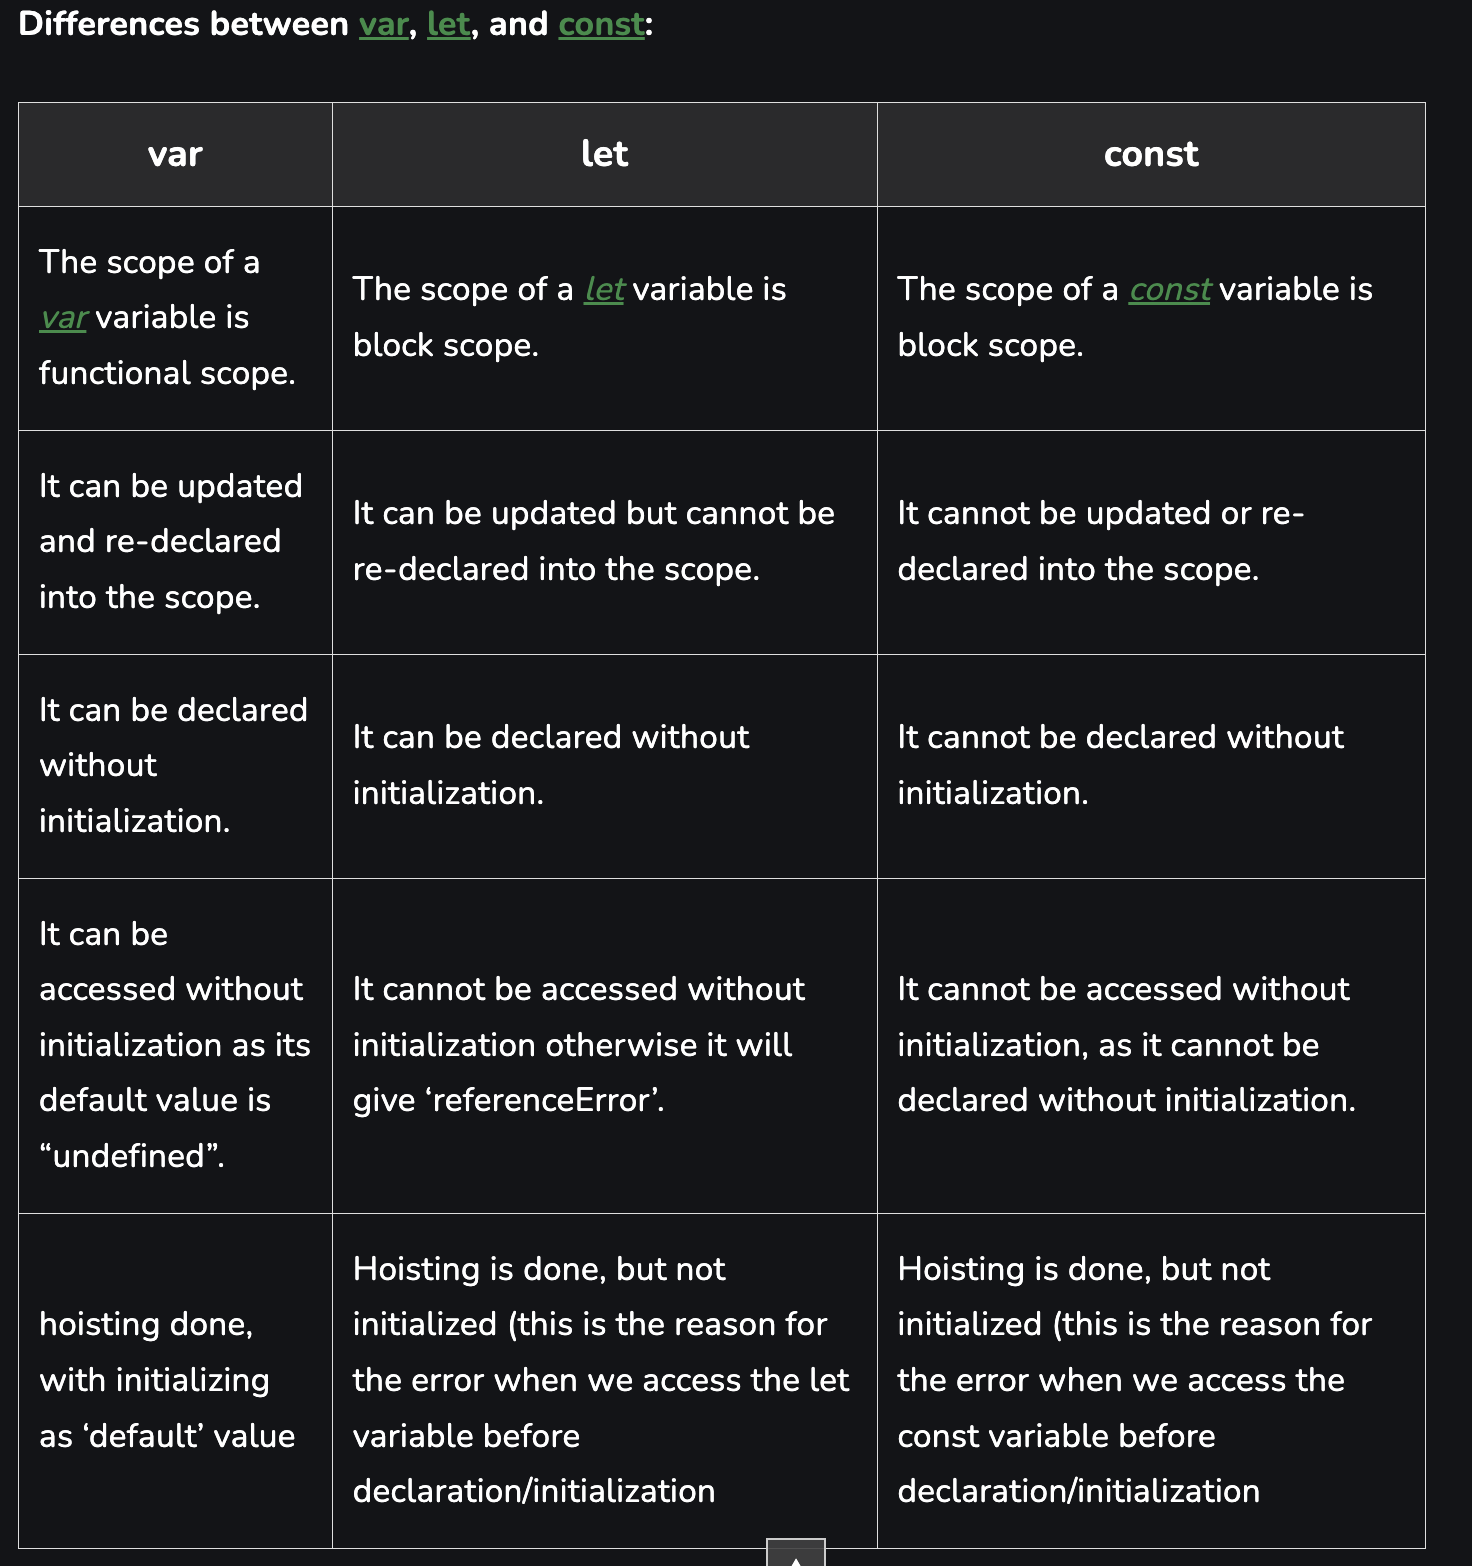 Differences between var, let, and const:
var
let
const
The scope of a
var variable is
functional scope.
The scope of a let variable is
block scope.
The scope of a const variable is
block scope.
It can be updated
and re-declared
into the scope.
It can be updated but cannot be
re-declared into the scope.
It cannot be updated or re-
declared into the scope.
It can be declared
without
initialization.
It can be declared without
initialization.
It cannot be declared without
initialization.
It can be
accessed without
initialization as its
default value is
“undefined”.
It cannot be accessed without
initialization otherwise it will
give ‘referenceError’.
It cannot be accessed without
initialization, as it cannot be
declared without initialization.
hoisting done,
with initializing
as ‘default’ value
Hoisting is done, but not
initialized (this is the reason for
the error when we access the let
variable before
declaration/initialization
Hoisting is done, but not
initialized (this is the reason for
the error when we access the
const variable before
declaration/initialization